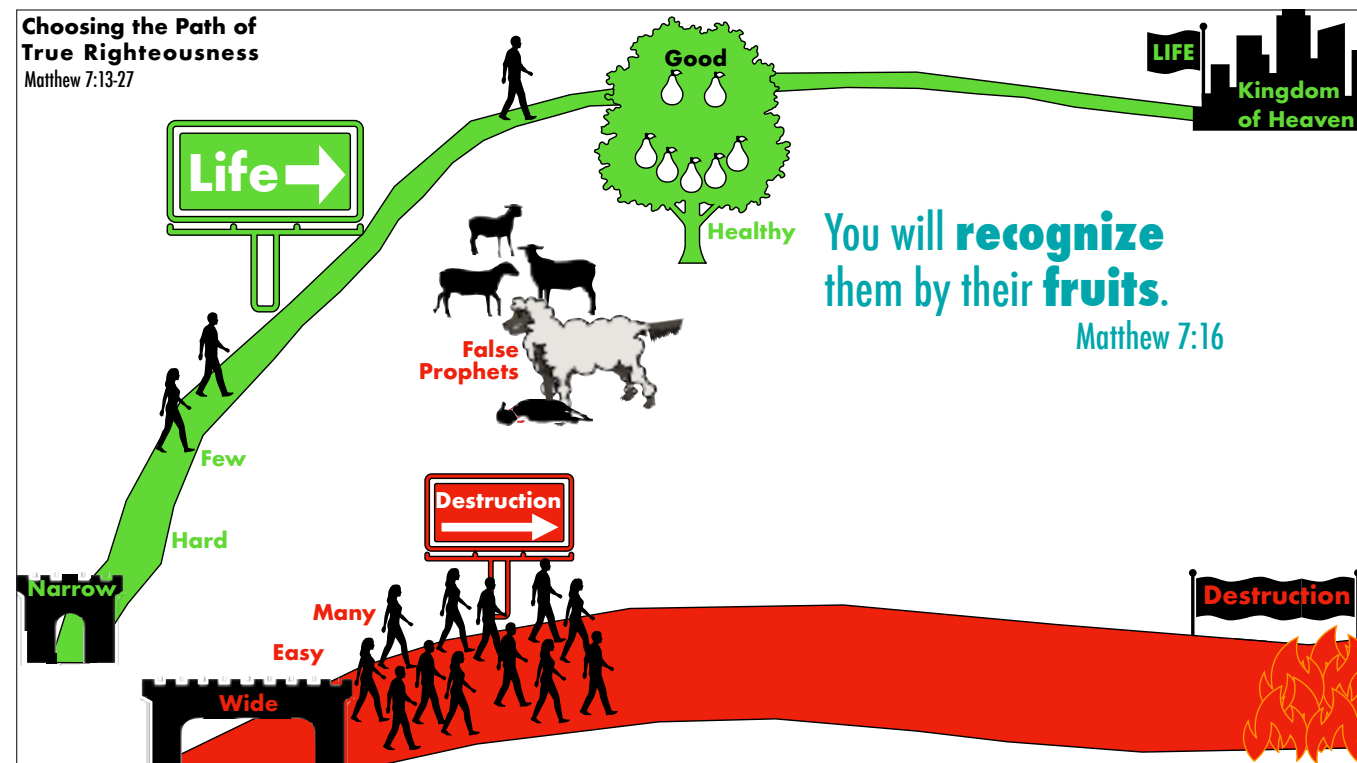 Choosing the Path of
True Righteousness
Matthew 7:13-27
Good
LIFE
Kingdom
of Heaven
Life
Healthy
You will recognize
them by their fruits.
Matthew 7:16
False
Prophets
Few
Destruction
Hard
Narrow
Many
Destruction
Easy
Wide